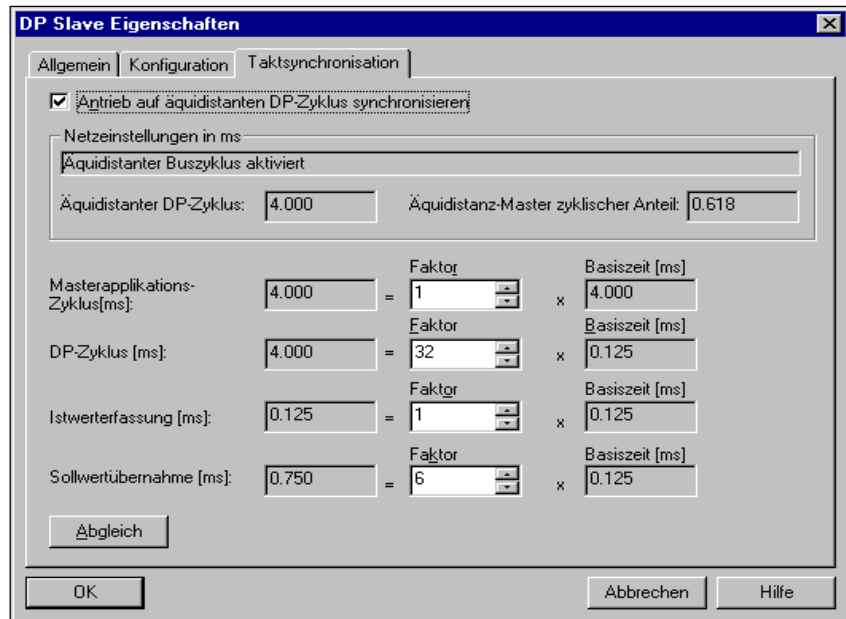 DP Slave Eigenschaften
Allgemein Konfiguration Taktsynchronisation
Antrieb auf äquidistanten DP-Zyklus synchronisieren
Netzeinstellungen in ms
Äquidistanter Buszyklus aktiviert
Äquidistanter DP-Zyklus: 4.000 Äquidistanz-Master zyklischer Anteil: 0.618
Faktor Basiszeit [ms]
Masterapplikations-
Zyklus[ms]: 4.000 = 1 x 4.000
Faktor Basiszeit [ms]
DP-Zyklus [ms]: 4.000 = 32 x 0.125
Faktor Basiszeit [ms]
Istwerterfassung [ms]: 0.125 = 1 x 0.125
Faktor Basiszeit [ms]
Sollwertübernahme [ms]: 0.750 = 6 x 0.125
Abgleich
OK Abbrechen Hilfe